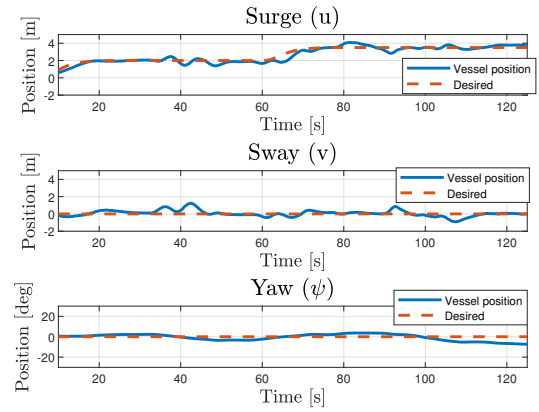 Surge (u)
Position [m]
4
2
0
-2
20 40 60 80 100 120
Vessel position
Desired
Time [s]
Sway (v)
Position [m]
4
2
0
-2
20 40 60 80 100 120
Vessel position
Desired
Time [s]
Yaw (ψ)
Position [deg]
20
0
-20
20 40 60 80 100 120
Vessel position
Desired
Time [s]